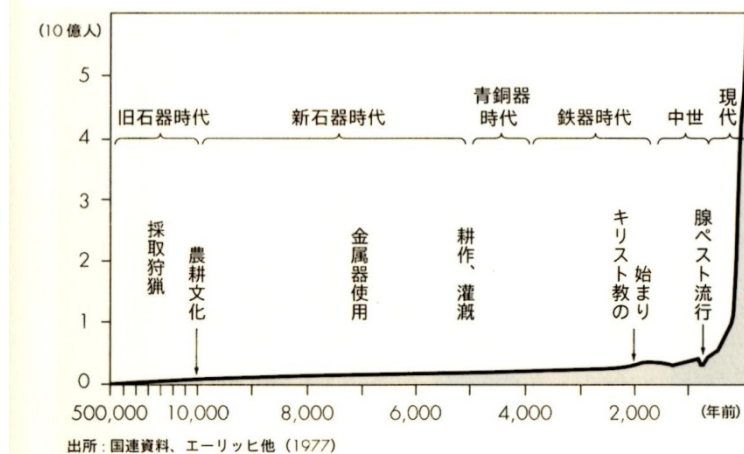 (10億人)
5
4
3
2
1
0
旧石器時代
新石器時代
青銅器
時代
鉄器時代
中世
現代
採取狩猟
農耕文化
金属器使用
耕作、灌漑
キリスト教の
始まり
腺ペスト流行
500,000 10,000 8,000 6,000 4,000 2,000 (年前)
出所:国連資料、エーリッヒ他(1977)